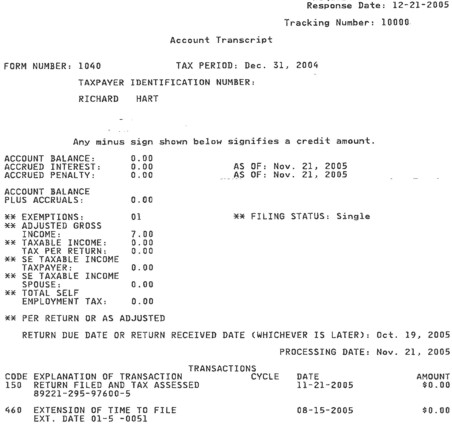 Response Date: 12-21-2005
Tracking Number: 10000
Account Transcript
FORM NUMBER: 1040 TAX PERIOD: Dec. 31, 2004
TAXPAYER IDENTIFICATION NUMBER:
RICHARD HART
Any minus sign shown below signifies a credit amount.
ACCOUNT BALANCE: 0.00
ACCRUED INTEREST: 0.00 AS OF: Nov. 21, 2005
ACCRUED PENALTY: 0.00 AS OF: Nov. 21, 2005
ACCOUNT BALANCE
PLUS ACCRUALS: 0.00
** EXEMPTIONS: 01 ** FILING STATUS: Single
** ADJUSTED GROSS
INCOME: 7.00
** TAXABLE INCOME: 0.00
TAX PER RETURN: 0.00
** SE TAXABLE INCOME
TAXPAYER: 0.00
** SE TAXABLE INCOME
SPOUSE: 0.00
** TOTAL SELF
EMPLOYMENT TAX: 0.00
** PER RETURN OR AS ADJUSTED
RETURN DUE DATE OR RETURN RECEIVED DATE (WHICHEVER IS LATER): Oct. 19, 2005
PROCESSING DATE: Nov. 21, 2005
TRANSACTIONS
CODE EXPLANATION OF TRANSACTION CYCLE DATE AMOUNT
150 RETURN FILED AND TAX ASSESSED 11-21-2005 $0.00
89221-295-97600-5
460 EXTENSION OF TIME TO FILE 08-15-2005 $0.00
EXT. DATE 01-5 -0051